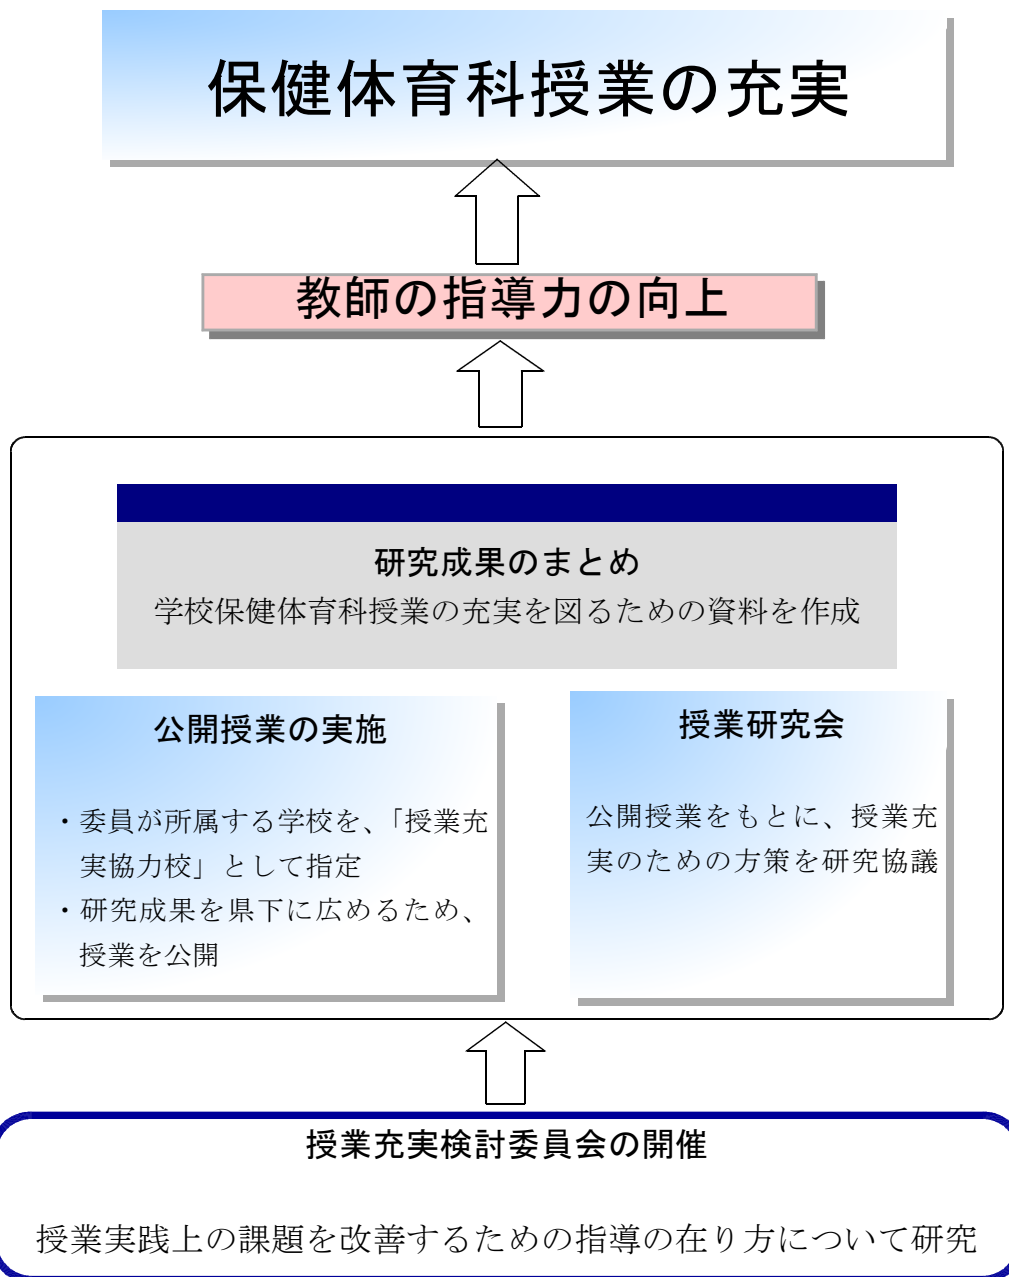 保健体育科授業の充実
教師の指導力の向上
研究成果のまとめ
学校保健体育科授業の充実を図るための資料を作成
公開授業の実施
・委員が所属する学校を、「授業充
実協力校」として指定
・研究成果を県下に広めるため、
授業を公開
授業研究会
公開授業をもとに、授業充
実のための方策を研究協議
授業充実検討委員会の開催
授業実践上の課題を改善するための指導の在り方について研究